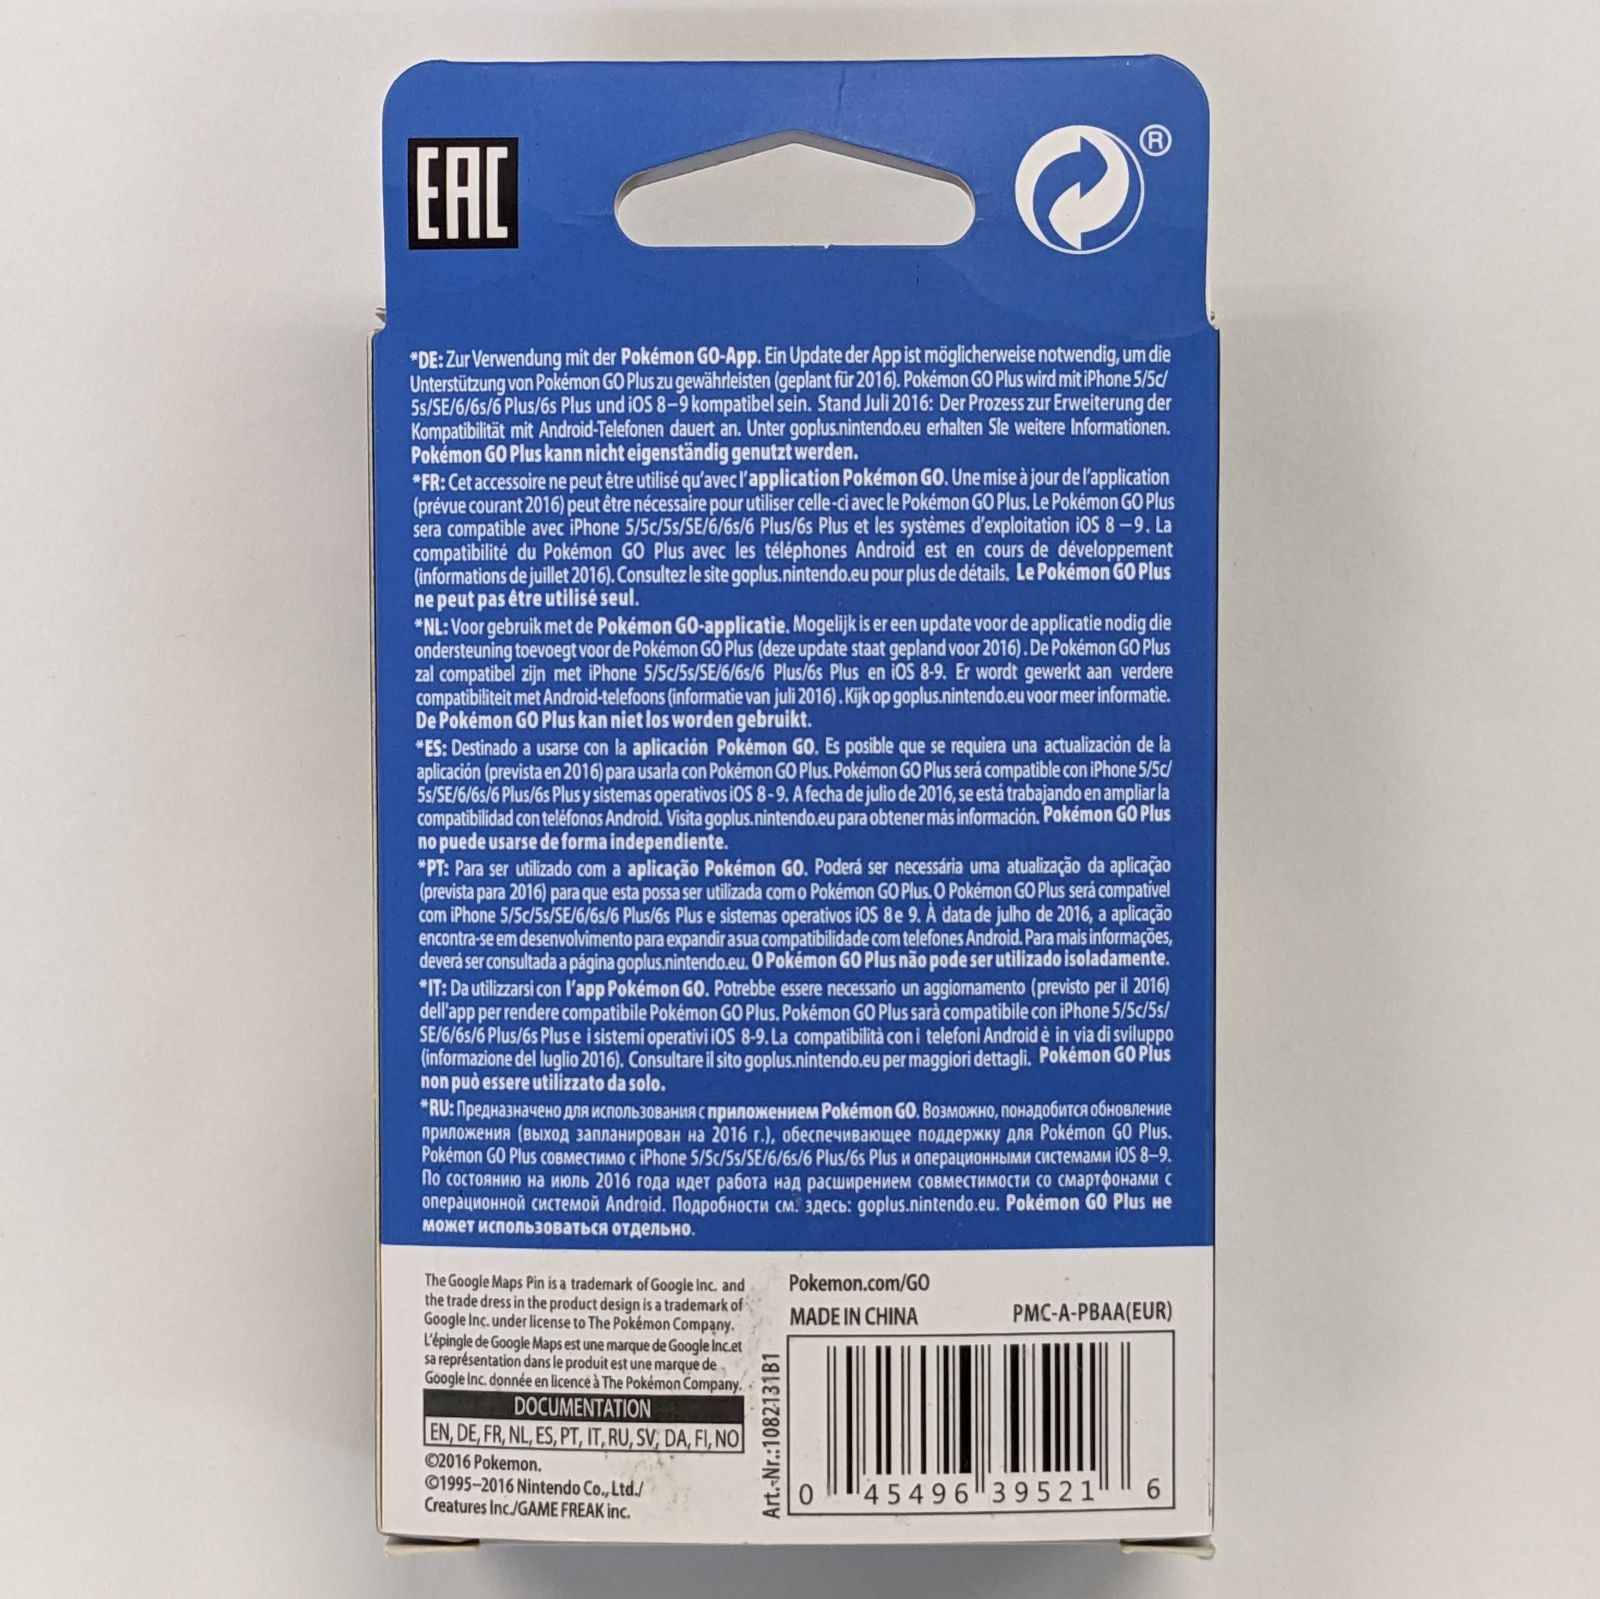 EAC
®
*DE: Zur Verwendung mit der Pokémon GO-App. Ein Update der App ist möglicherweise notwendig, um die
Unterstützung von Pokémon GO Plus zu gewährleisten (geplant für 2016). Pokémon GO Plus wird mit iPhone 5/5c/
5s/SE/6/6s/6 Plus/6s Plus und iOS 8–9 kompatibel sein. Stand Juli 2016: Der Prozess zur Erweiterung der
Kompatibilität mit Android-Telefonen dauert an. Unter goplus.nintendo.eu erhalten SIe weitere Informationen.
Pokémon GO Plus kann nicht eigenständig genutzt werden.
*FR: Cet accessoire ne peut être utilisé qu'avec l'application Pokémon GO. Une mise à jour de l'application
(prévue courant 2016) peut être nécessaire pour utiliser celle-ci avec le Pokémon GO Plus. Le Pokémon GO Plus
sera compatible avec iPhone 5/5c/5s/SE/6/6s/6 Plus/6s Plus et les systèmes d'exploitation iOS 8 –9. La
compatibilité du Pokémon GO Plus avec les téléphones Android est en cours de développement
(informations de juillet 2016). Consultez le site goplus.nintendo.eu pour plus de détails. Le Pokémon GO Plus
ne peut pas être utilisé seul.
*NL: Voor gebruik met de Pokémon GO-applicatie. Mogelijk is er een update voor de applicatie nodig die
ondersteuning toevoegt voor de Pokémon GO Plus (deze update staat gepland voor 2016) . De Pokémon GO Plus
zal compatibel zijn met iPhone 5/5c/5s/SE/6/6s/6 Plus/6s Plus en iOS 8-9. Er wordt gewerkt aan verdere
compatibiliteit met Android-telefoons (informatie van juli 2016) . Kijk op goplus.nintendo.eu voor meer informatie.
De Pokémon GO Plus kan niet los worden gebruikt.
*ES: Destinado a usarse con la aplicación Pokémon GO. Es posible que se requiera una actualización de la
aplicación (prevista en 2016) para usarla con Pokémon GO Plus. Pokémon GO Plus será compatible con iPhone 5/5c/
5s/SE/6/6s/6 Plus/6s Plus y sistemas operativos iOS 8-9. A fecha de julio de 2016, se está trabajando en ampliar la
compatibilidad con teléfonos Android. Visita goplus.nintendo.eu para obtener más información. Pokémon GO Plus
no puede usarse de forma independiente.
*PT: Para ser utilizado com a aplicação Pokémon GO. Poderá ser necessária uma atualização da aplicação
(prevista para 2016) para que esta possa ser utilizada com o Pokémon GO Plus. O Pokémon GO Plus será compatível
com iPhone 5/5c/5s/SE/6/6s/6 Plus/6s Plus e sistemas operativos iOS 8 e 9. À data de julho de 2016, a aplicação
encontra-se em desenvolvimento para expandir a sua compatibilidade com telefones Android. Para mais informações,
deverá ser consultada a página goplus.nintendo.eu. O Pokémon GO Plus não pode ser utilizado isoladamente.
*IT: Da utilizzarsi con l'app Pokémon GO. Potrebbe essere necessario un aggiornamento (previsto per il 2016)
dell'app per rendere compatibile Pokémon GO Plus. Pokémon GO Plus sarà compatibile con iPhone 5/5c/5s/
SE/6/6s/6 Plus/6s Plus e i sistemi operativi iOS 8-9. La compatibilità con i telefoni Android è in via di sviluppo
(informazione del luglio 2016). Consultare il sito goplus.nintendo.eu per maggiori dettagli. Pokémon GO Plus
non può essere utilizzato da solo.
*RU: Предназначено для использования с приложением Pokémon GO. Возможно, понадобится обновление
приложения (выход запланирован на 2016 г.), обеспечивающее поддержку для Pokémon GO Plus.
Pokémon GO Plus совместимо с iPhone 5/5c/5s/SE/6/6s/6 Plus/6s Plus и операционными системами iOS 8–9.
По состоянию на июль 2016 года идет работа над расширением совместимости со смартфонами с
операционной системой Android. Подробности см. здесь: goplus.nintendo.eu. Pokémon GO Plus не
может использоваться отдельно.
The Google Maps Pin is a trademark of Google Inc. and
the trade dress in the product design is a trademark of
Google Inc. under license to The Pokémon Company.
L'épingle de Google Maps est une marque de Google Inc.et
sa représentation dans le produit est une marque de
Google Inc. donnée en licence à The Pokémon Company.
DOCUMENTATION
EN, DE, FR, NL, ES, PT, IT, RU, SV, DA, FI, NO
©2016 Pokemon.
©1995–2016 Nintendo Co., Ltd./
Creatures Inc./GAME FREAK inc.
Pokemon.com/GO
MADE IN CHINA PMC-A-PBAA(EUR)
Art.-Nr.:1082131B1
0 45496 39521 6